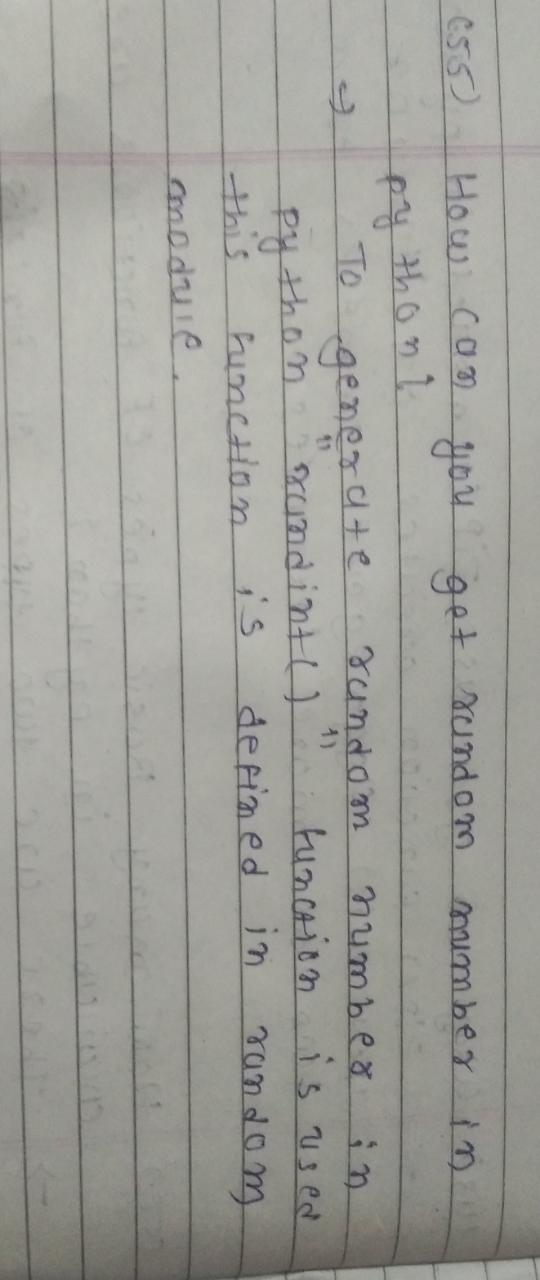 (55) How can you get random number in
python?
→ To generate random number in
python "randint()" function is used
this function is defined in random
module.